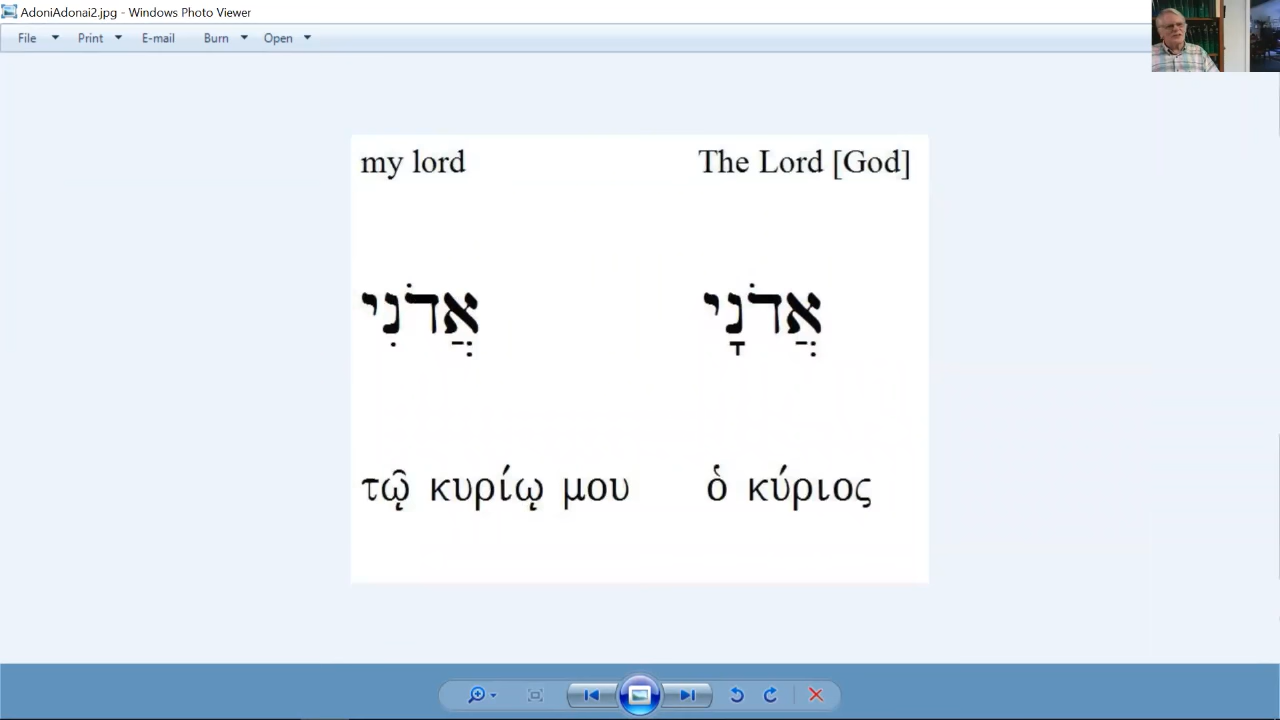 AdoniAdonai2.jpg - Windows Photo Viewer
File Print E-mail Burn Open
my lord The Lord [God]
אֲדֹנִי אֲדֹנָי
τῷ κυρίῳ μου ὁ κύριος